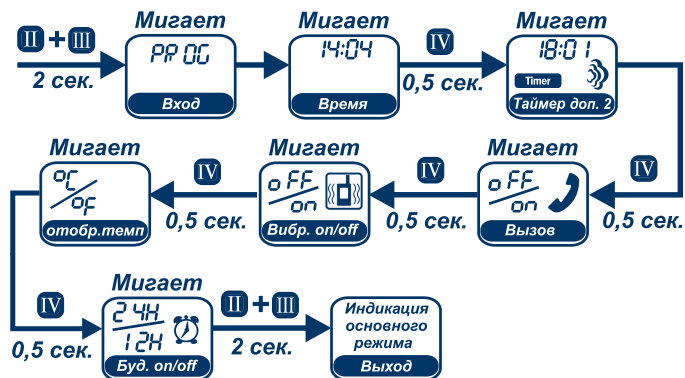 Мигает Мигает Мигает
II + III PR OG 14:04 IV 18:01
2 сек. 0,5 сек. Timer
Вход Время Таймер доп. 2
Мигает Мигает Мигает
°C °F IV oFF on IV oFF on IV
0,5 сек. 0,5 сек. 0,5 сек.
отобр.темп Вибр. on/off Вызов
Мигает
IV 24H 12H II + III Индикация
основного
режима
0,5 сек. 2 сек.
Буд. on/off Выход